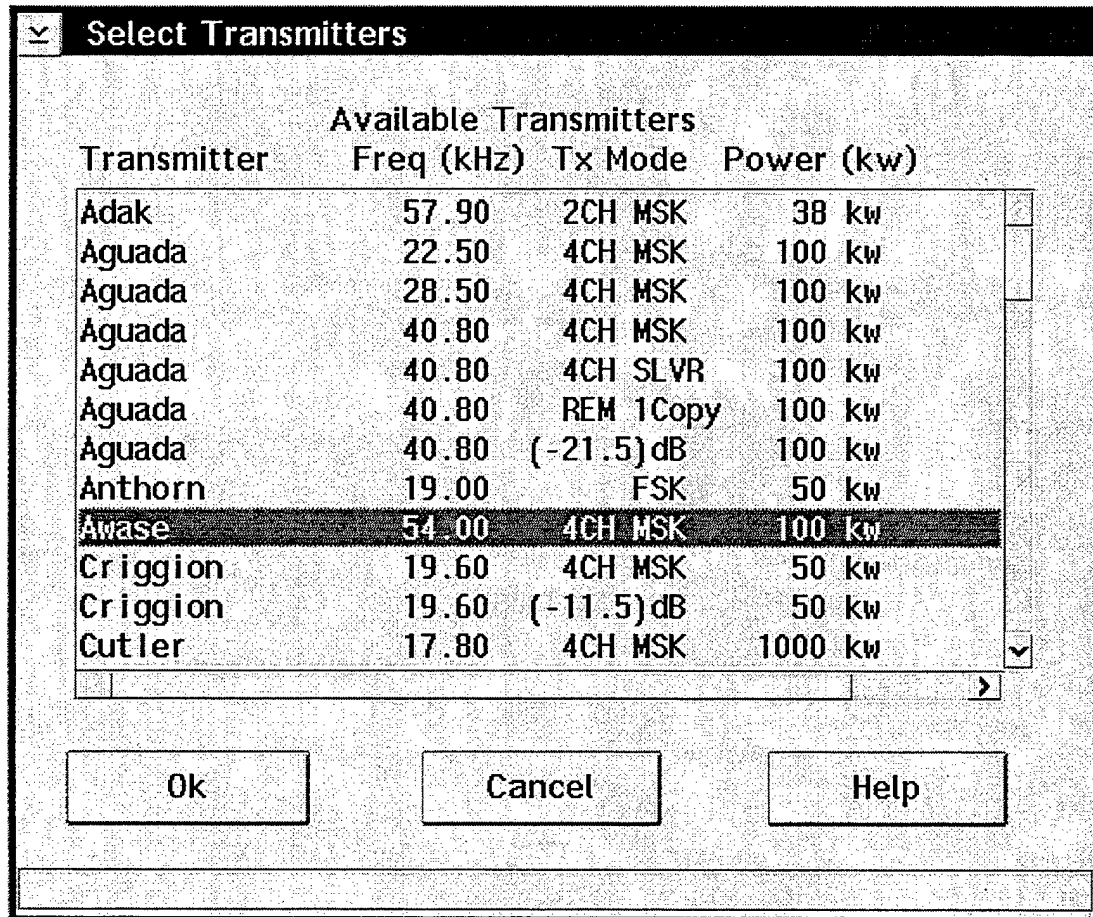 Select Transmitters
Available Transmitters
Transmitter Freq (kHz) Tx Mode Power (kw)
Adak 57.90 2CH MSK 38 kw
Aguada 22.50 4CH MSK 100 kw
Aguada 28.50 4CH MSK 100 kw
Aguada 40.80 4CH MSK 100 kw
Aguada 40.80 4CH SLVR 100 kw
Aguada 40.80 REM 1Copy 100 kw
Aguada 40.80 (-21.5)dB 100 kw
Anthorn 19.00 FSK 50 kw
Awase 54.00 4CH MSK 100 kw
Criggion 19.60 4CH MSK 50 kw
Criggion 19.60 (-11.5)dB 50 kw
Cutler 17.80 4CH MSK 1000 kw
Ok Cancel Help